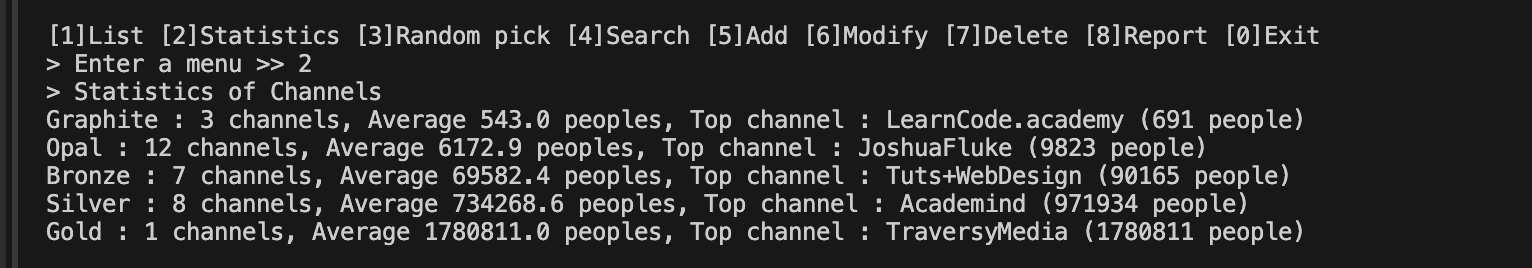 [1]List [2]Statistics [3]Random pick [4]Search [5]Add [6]Modify [7]Delete [8]Report [0]Exit
> Enter a menu >> 2
> Statistics of Channels
Graphite : 3 channels, Average 543.0 peoples, Top channel : LearnCode.academy (691 people)
Opal : 12 channels, Average 6172.9 peoples, Top channel : JoshuaFluke (9823 people)
Bronze : 7 channels, Average 69582.4 peoples, Top channel : Tuts+WebDesign (90165 people)
Silver : 8 channels, Average 734268.6 peoples, Top channel : Academind (971934 people)
Gold : 1 channels, Average 1780811.0 peoples, Top channel : TraversyMedia (1780811 people)